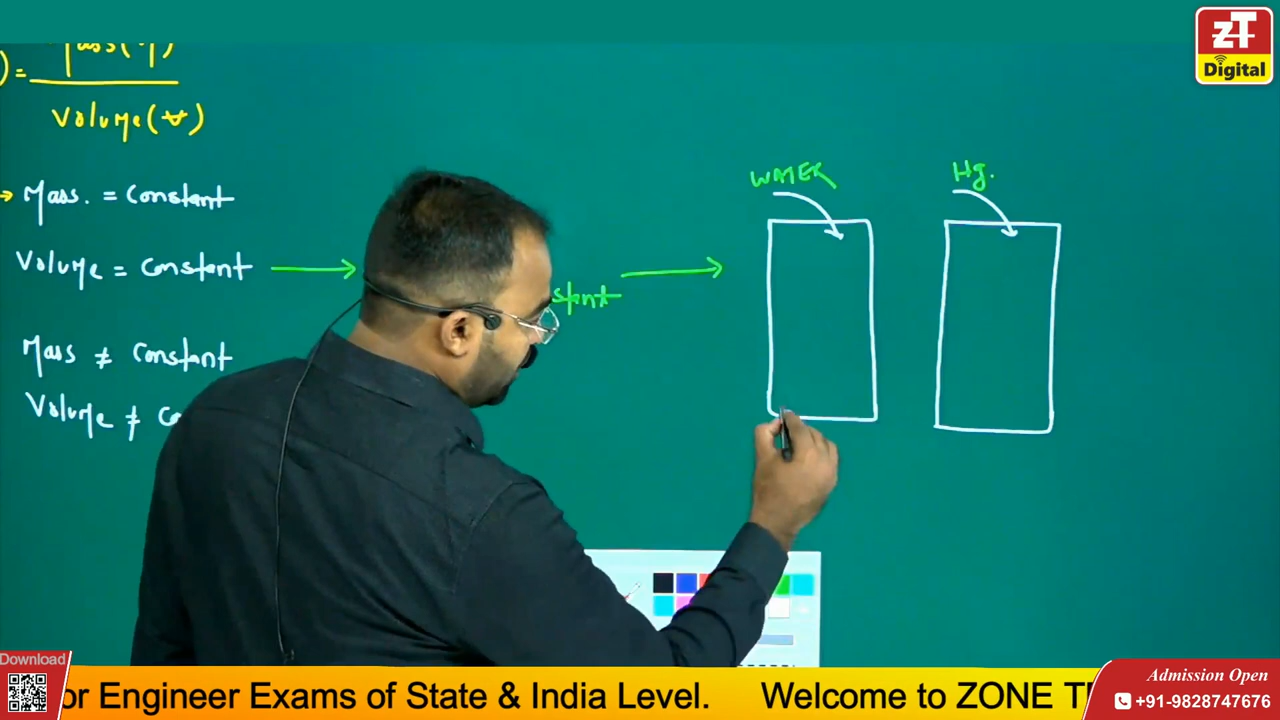 ZT
Digital
) = Mass(M)
Volume(V)
→ Mass. = Constant
Volume = Constant
Mass ≠ Constant
Volume ≠ Co
stant
WATER
Hg.
Download
or Engineer Exams of State & India Level. Welcome to ZONE T
Admission Open
+91-9828747676